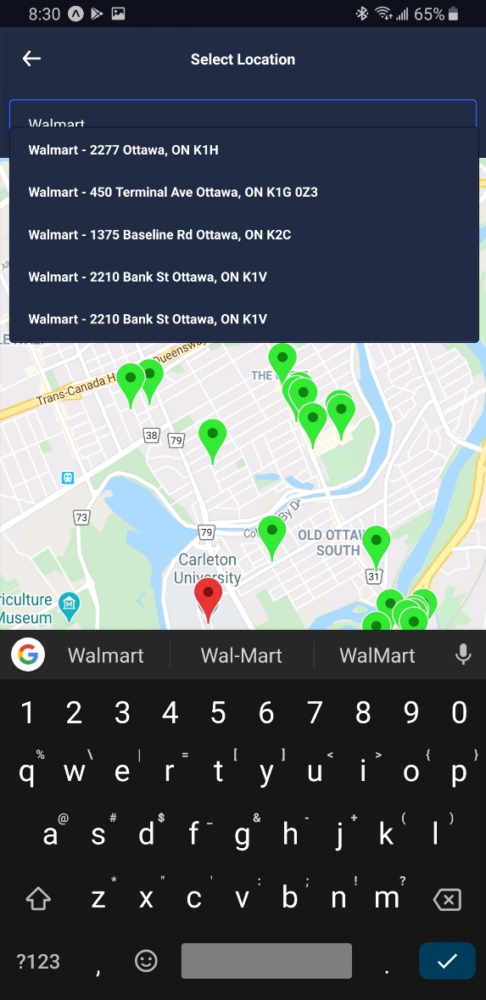 8:30
65%
Select Location
Walmart
Walmart - 2277 Ottawa, ON K1H
Walmart - 450 Terminal Ave Ottawa, ON K1G 0Z3
Walmart - 1375 Baseline Rd Ottawa, ON K2C
Walmart - 2210 Bank St Ottawa, ON K1V
Walmart - 2210 Bank St Ottawa, ON K1V
Queensway
THE
Trans-Canada H
38
79
73
79
Co
By Dr
OLD OTTAW
SOUTH
Carleton
University
31
riculture
Museum
M
G
Walmart
Wal-Mart
WalMart
1 2 3 4 5 6 7 8 9 0
% \ | = [ ] < > { }
q w e r t y u i o p
@ # $ _ & - + ( )
a s d f g h j k l
* " ' : ; ! ?
z x c v b n m
?123 , .